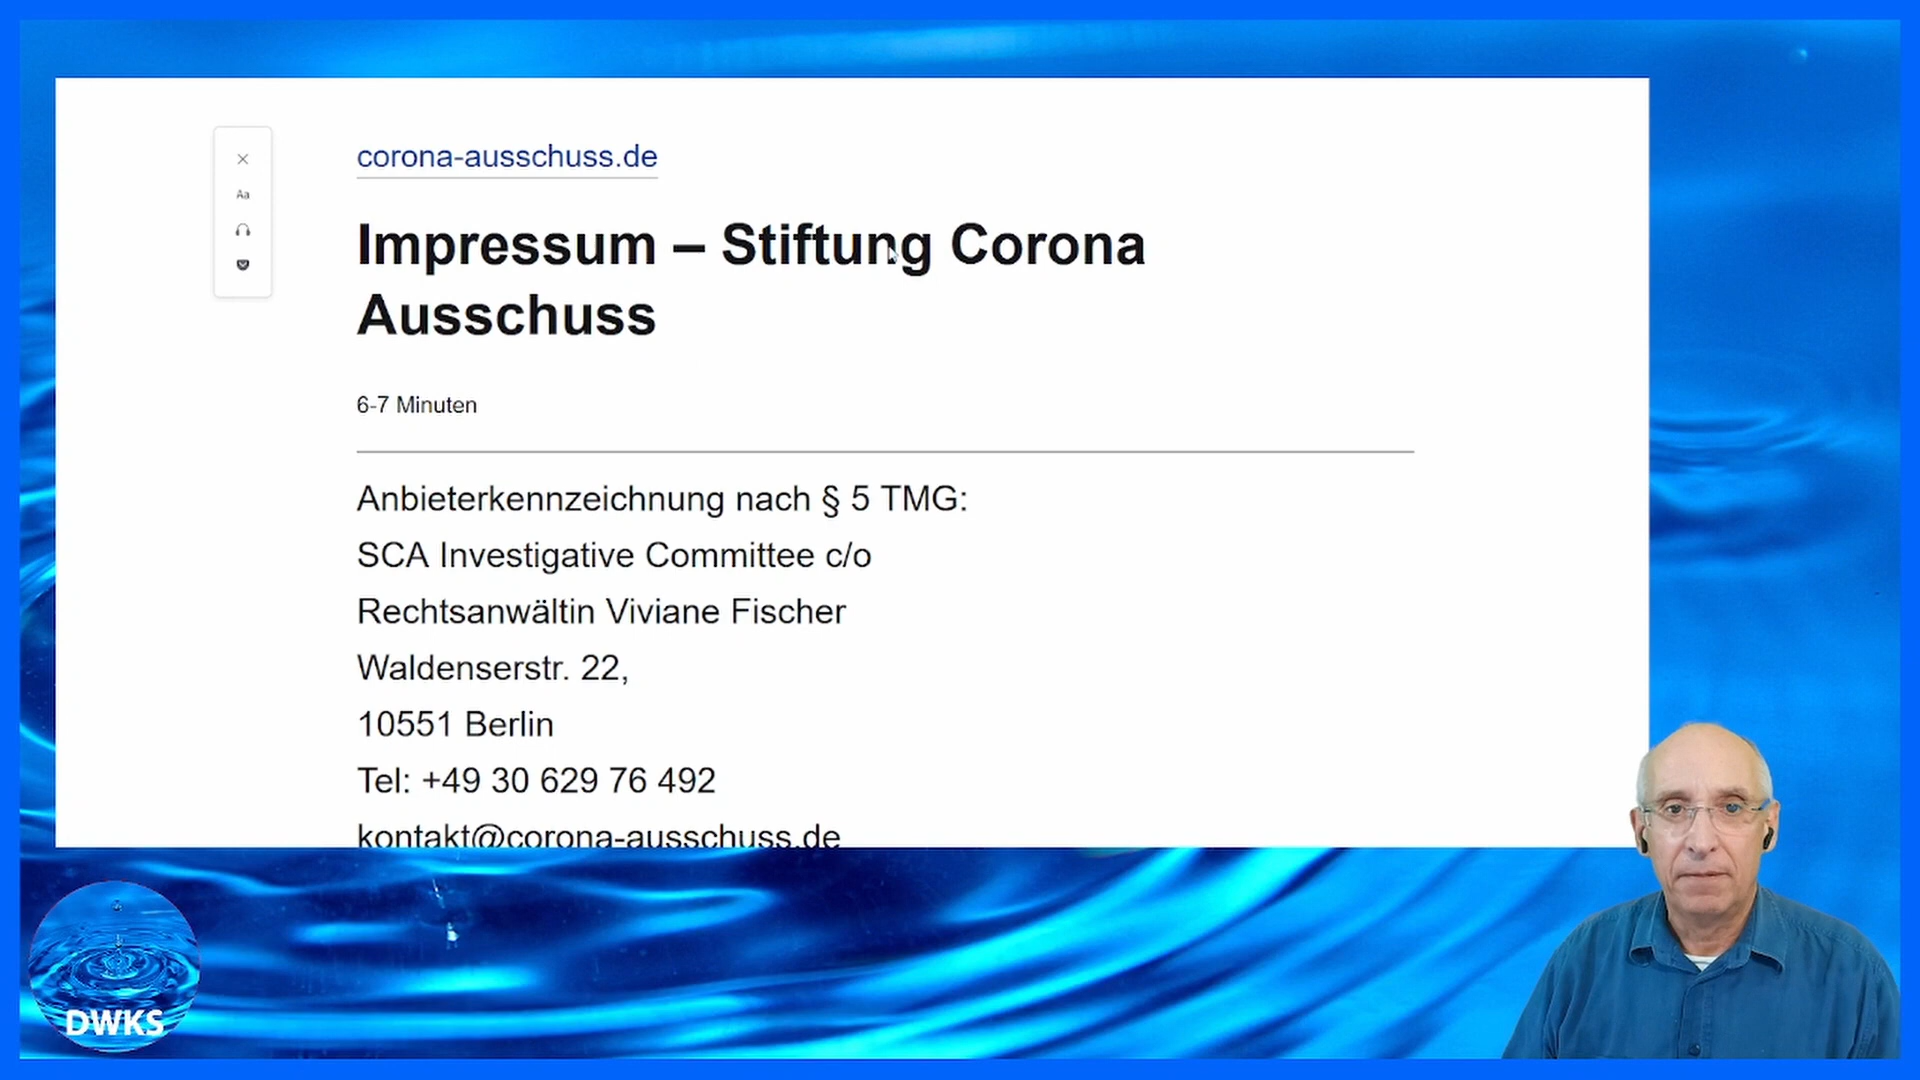 corona-ausschuss.de
Aa
Impressum – Stiftung Corona
Ausschuss
6-7 Minuten
Anbieterkennzeichnung nach § 5 TMG:
SCA Investigative Committee c/o
Rechtsanwältin Viviane Fischer
Waldenserstr. 22,
10551 Berlin
Tel: +49 30 629 76 492
kontakt@corona-ausschuss.de
DWKS